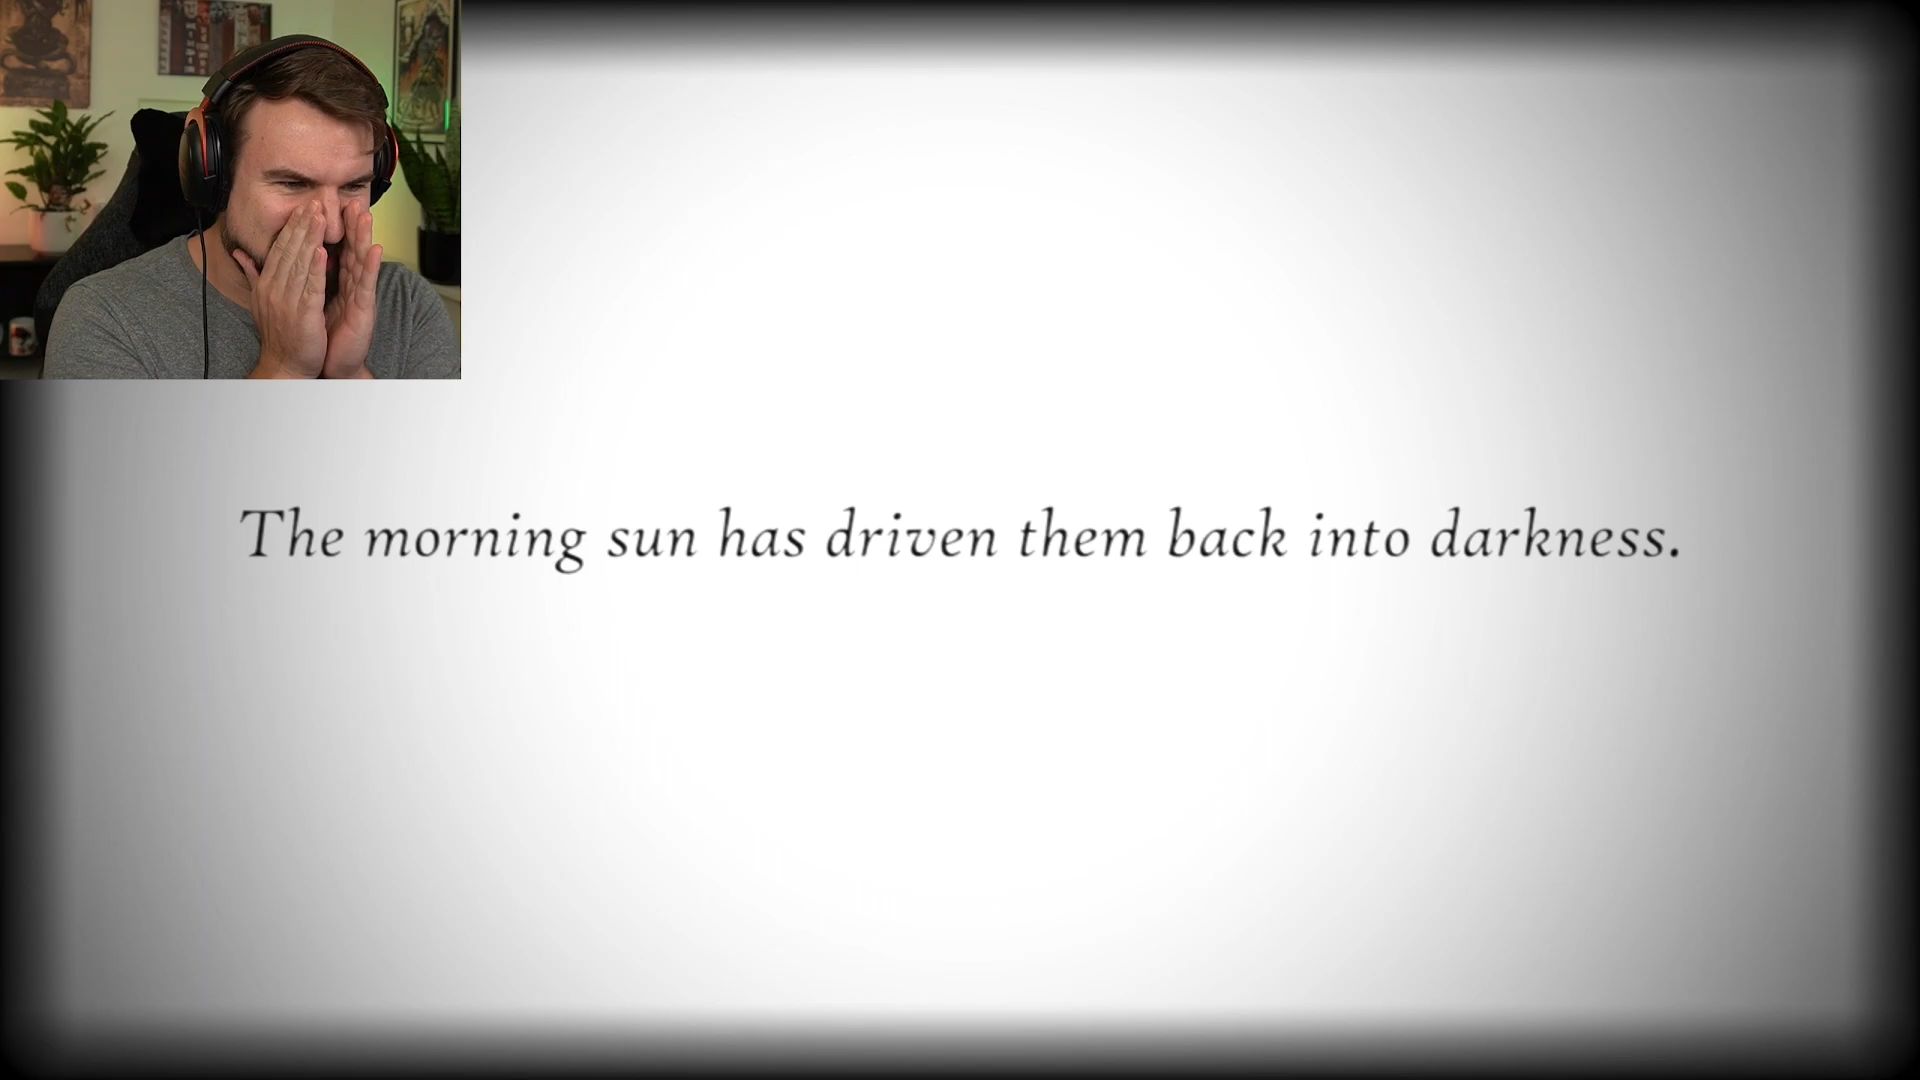 The morning sun has driven them back into darkness.